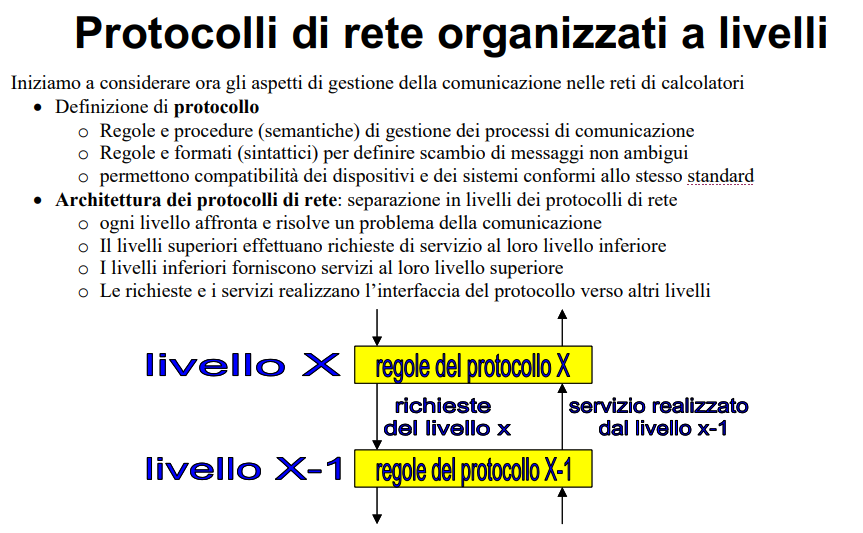 Protocolli di rete organizzati a livelli
Iniziamo a considerare ora gli aspetti di gestione della comunicazione nelle reti di calcolatori
• Definizione di protocollo
o Regole e procedure (semantiche) di gestione dei processi di comunicazione
o Regole e formati (sintattici) per definire scambio di messaggi non ambigui
o permettono compatibilità dei dispositivi e dei sistemi conformi allo stesso standard
• Architettura dei protocolli di rete: separazione in livelli dei protocolli di rete
o ogni livello affronta e risolve un problema della comunicazione
o Il livelli superiori effettuano richieste di servizio al loro livello inferiore
o I livelli inferiori forniscono servizi al loro livello superiore
o Le richieste e i servizi realizzano l’interfaccia del protocollo verso altri livelli
livello X regole del protocollo X
richieste servizio realizzato
del livello x dal livello x-1
livello X-1 regole del protocollo X-1